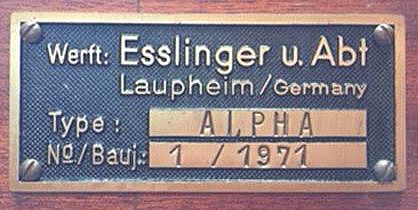 Werft: Esslinger u. Abt
Laupheim/Germany
Type: ALPHA
No/Bauj.: 1 / 1971